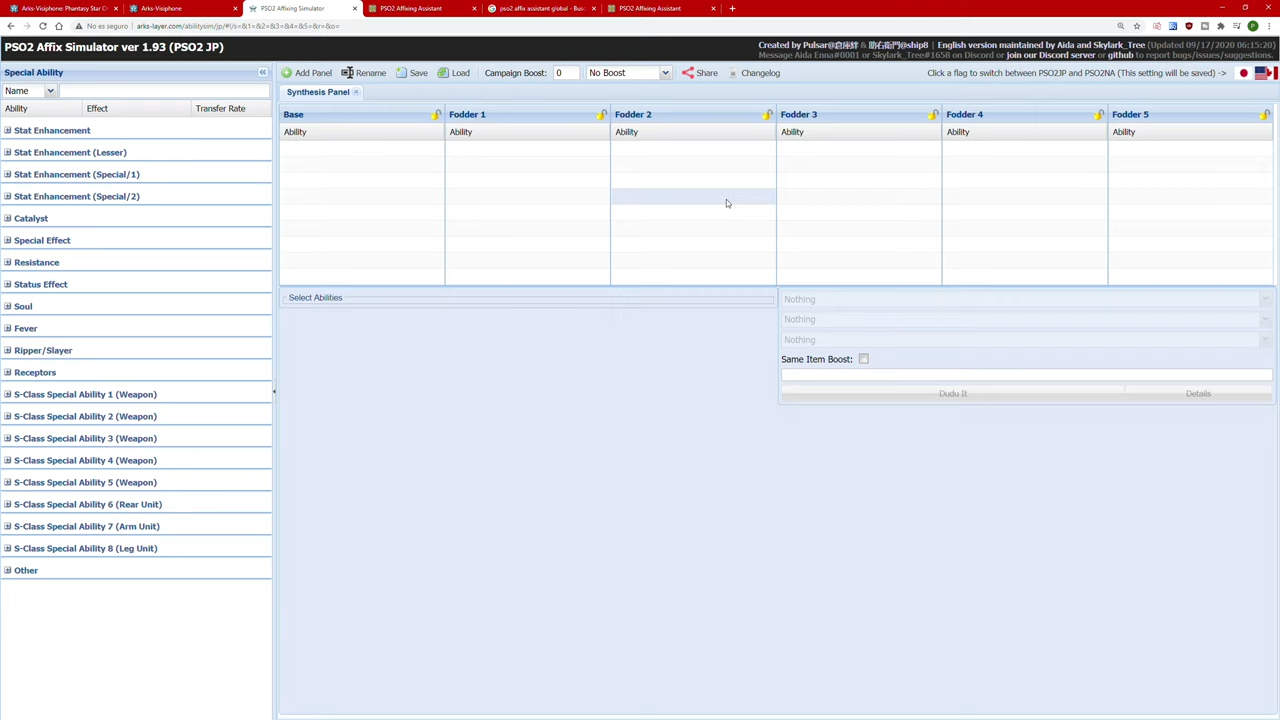 Arks-Visiphone: Phantasy Star O
Arks-Visiphone
PSO2 Affixing Simulator
PSO2 Affixing Assistant
pso2 affix assistant global - Bus
PSO2 Affixing Assistant
No es seguro
arks-layer.com/abilitysim/jp/#!/s=&1=&2=&3=&4=&5=&r=&o=
PSO2 Affix Simulator ver 1.93 (PSO2 JP)
English version maintained by Aida and Skylark_Tree (Updated 09/17/2020 06:15:20)
Message Aida Enna#0001 or Skylark_Tree#1658 on Discord or join our Discord server or github to report bugs/issues/suggestions.
Special Ability
Add Panel
Rename
Save
Load
Campaign Boost:
0
No Boost
Share
Changelog
Click a flag to switch between PSO2JP and PSO2NA (This setting will be saved) ->
Name
Synthesis Panel
Ability
Effect
Transfer Rate
Base
Fodder 1
Fodder 2
Fodder 3
Fodder 4
Fodder 5
Ability
Ability
Ability
Ability
Ability
Ability
Stat Enhancement
Stat Enhancement (Lesser)
Stat Enhancement (Special/1)
Stat Enhancement (Special/2)
Catalyst
Special Effect
Resistance
Status Effect
Soul
Fever
Ripper/Slayer
Receptors
S-Class Special Ability 1 (Weapon)
S-Class Special Ability 2 (Weapon)
S-Class Special Ability 3 (Weapon)
S-Class Special Ability 4 (Weapon)
S-Class Special Ability 5 (Weapon)
S-Class Special Ability 6 (Rear Unit)
S-Class Special Ability 7 (Arm Unit)
S-Class Special Ability 8 (Leg Unit)
Other
Select Abilities
Nothing
Nothing
Nothing
Same Item Boost:
Dudu It
Details